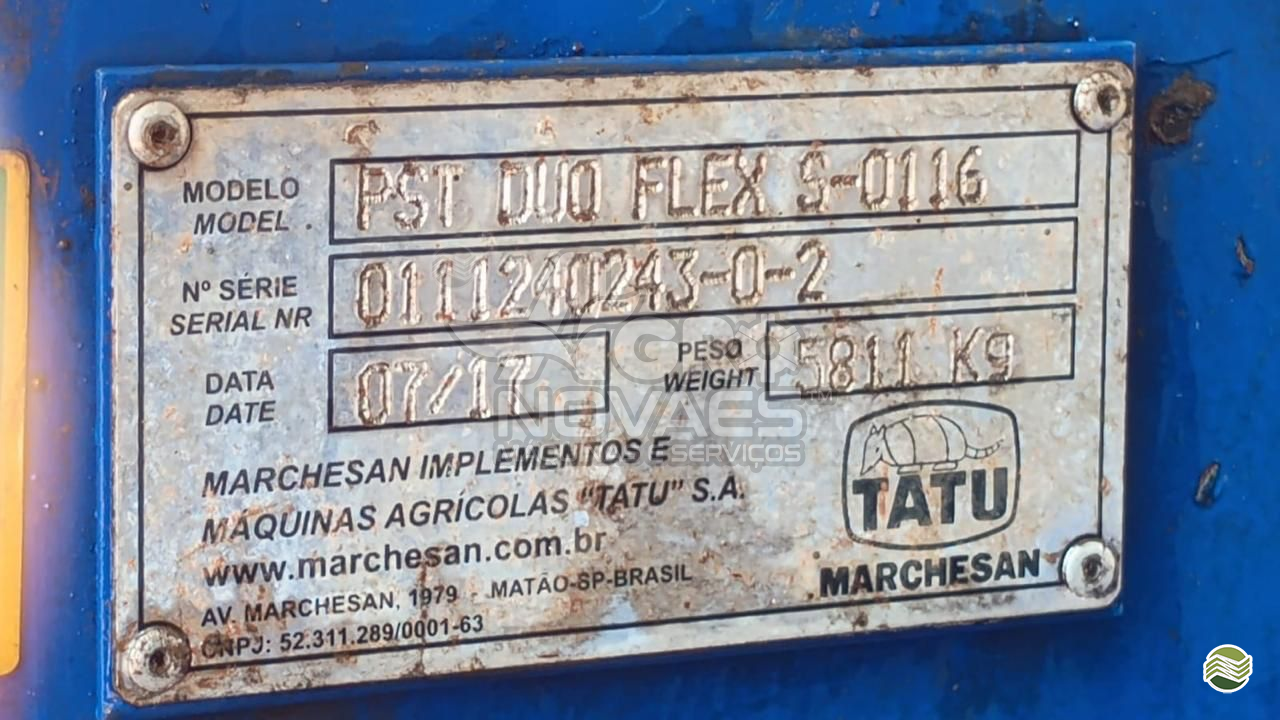 MODELO
MODEL
PST DUO FLEX S-0116
Nº SÉRIE
SERIAL NR
0111240243-0-2
DATA
DATE
07/17
PESO
WEIGHT
5811 Kg
MARCHESAN IMPLEMENTOS E
MÁQUINAS AGRÍCOLAS "TATU" S.A.
www.marchesan.com.br
AV. MARCHESAN, 1979 - MATÃO-SP-BRASIL
CNPJ: 52.311.289/0001-63
TATU
MARCHESAN
NOVAES
SERVIÇOS